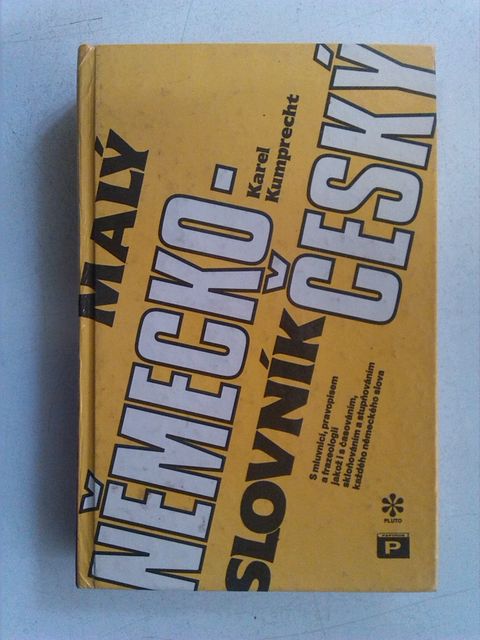 MALÝ
NĚMECKO-
ČESKÝ
SLOVNÍK
Karel
Kumprecht
S mluvnicí, pravopisem
a frazeologií
jakož i s časováním,
skloňováním a stupňováním
každého německého slova
PLUTO
P